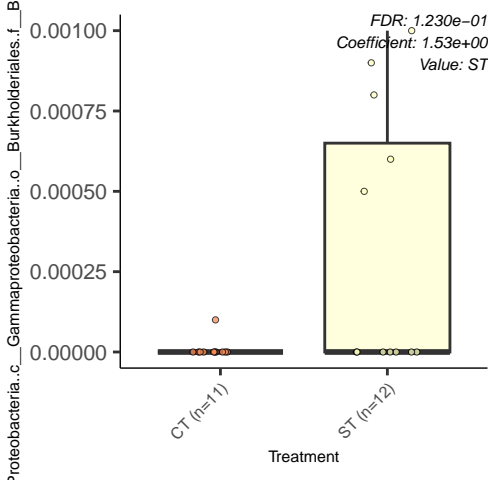 Proteobacteria..c__Gammaproteobacteria..o__Burkholderiales..f__B
0.00100
0.00075
0.00050
0.00025
0.00000
FDR: 1.230e−01
Coefficient: 1.53e+00
Value: ST
CT (n=11)
ST (n=12)
Treatment